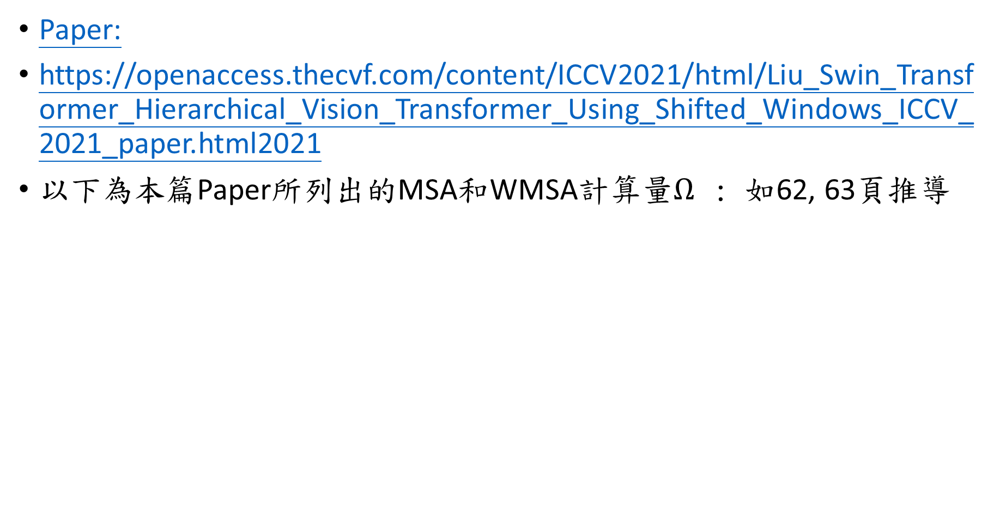 • Paper:
• https://openaccess.thecvf.com/content/ICCV2021/html/Liu_Swin_Transf
ormer_Hierarchical_Vision_Transformer_Using_Shifted_Windows_ICCV_
2021_paper.html2021
• 以下為本篇Paper所列出的MSA和WMSA計算量Ω ： 如62, 63頁推導